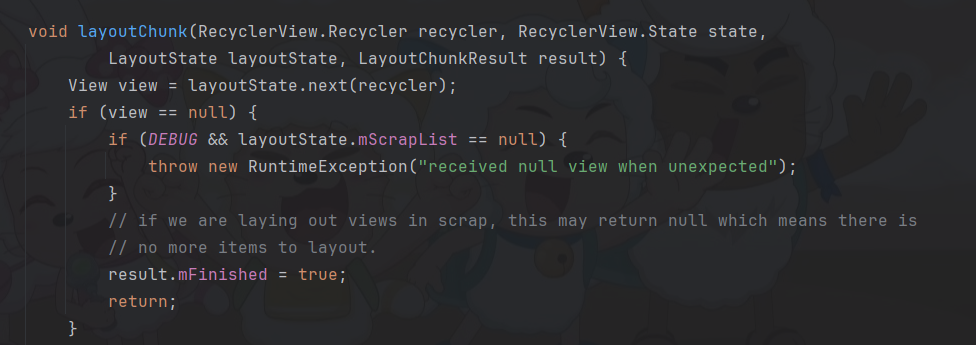 void layoutChunk(RecyclerView.Recycler recycler, RecyclerView.State state,
        LayoutState layoutState, LayoutChunkResult result) {
    View view = layoutState.next(recycler);
    if (view == null) {
        if (DEBUG && layoutState.mScrapList == null) {
            throw new RuntimeException("received null view when unexpected");
        }
        // if we are laying out views in scrap, this may return null which means there is
        // no more items to layout.
        result.mFinished = true;
        return;
    }